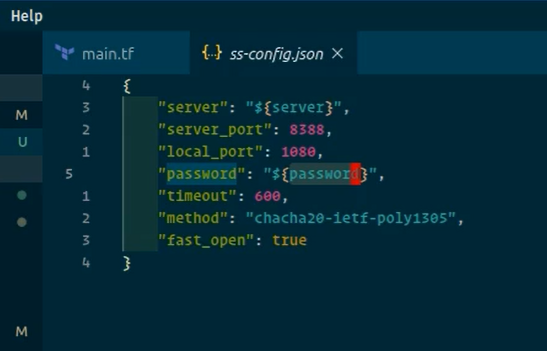 Help
main.tf {..} ss-config.json ×
4 {
3 "server": "${server}",
M 2 "server_port": 8388,
U 1 "local_port": 1080,
5 "password": "${password}",
1 "timeout": 600,
2 "method": "chacha20-ietf-poly1305",
3 "fast_open": true
4 }
M